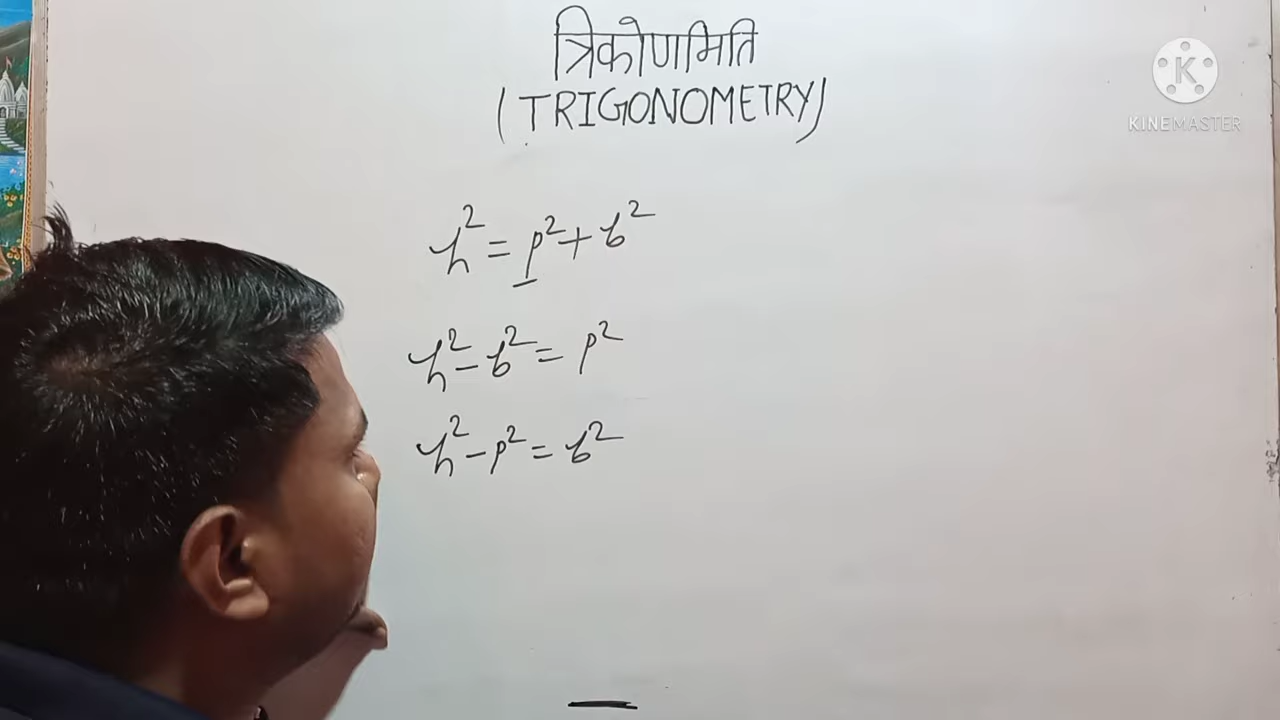 त्रिकोणमिति
(TRIGONOMETRY)
h² = p² + b²
h² - b² = p²
h² - p² = b²
K
KINEMASTER